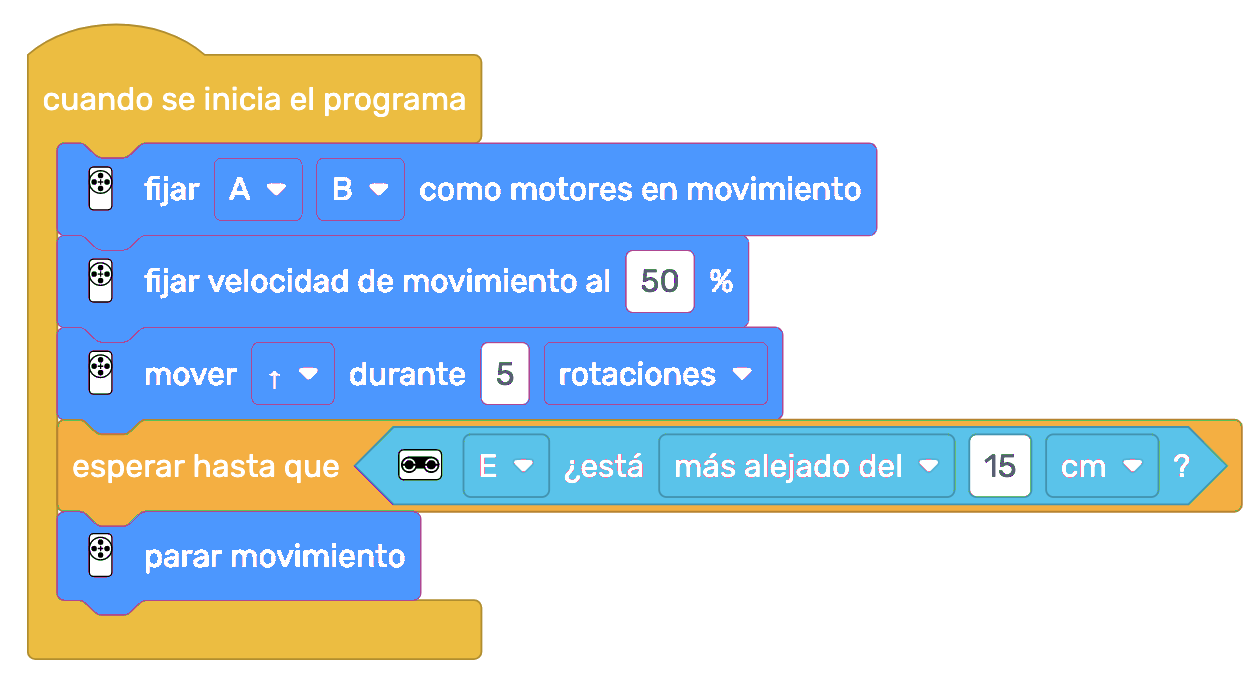 cuando se inicia el programa
fijar A B como motores en movimiento
fijar velocidad de movimiento al 50 %
mover ↑ durante 5 rotaciones
esperar hasta que E ¿está más alejado del 15 cm ?
parar movimiento